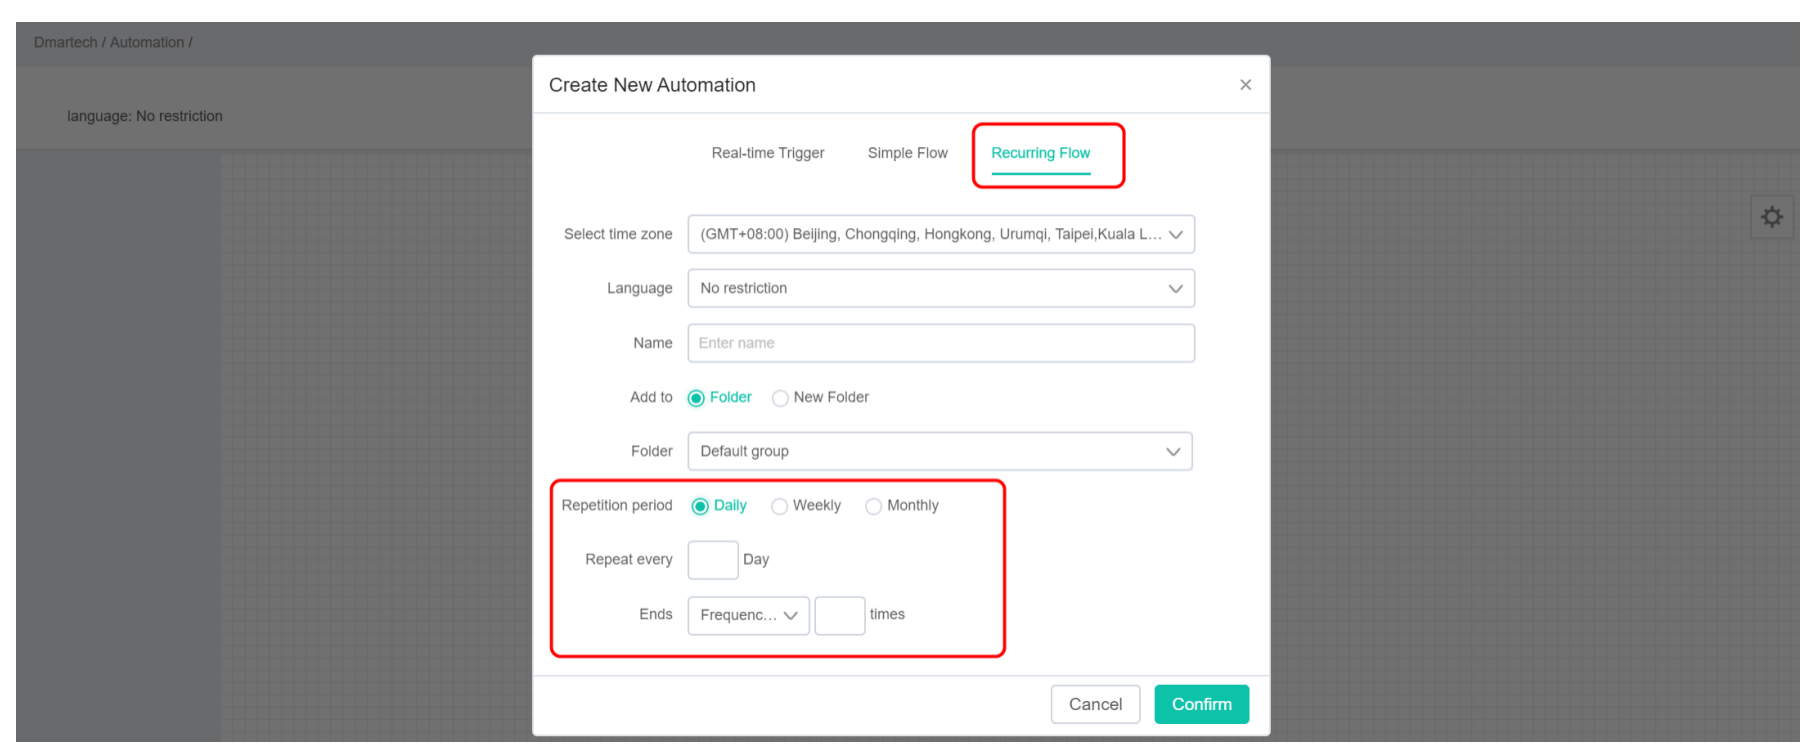 Dmartech / Automation /
language: No restriction
Create New Automation
×
Real-time Trigger Simple Flow Recurring Flow
Select time zone (GMT+08:00) Beijing, Chongqing, Hongkong, Urumqi, Taipei,Kuala L...
Language No restriction
Name Enter name
Add to Folder New Folder
Folder Default group
Repetition period Daily Weekly Monthly
Repeat every Day
Ends Frequenc... times
Cancel Confirm